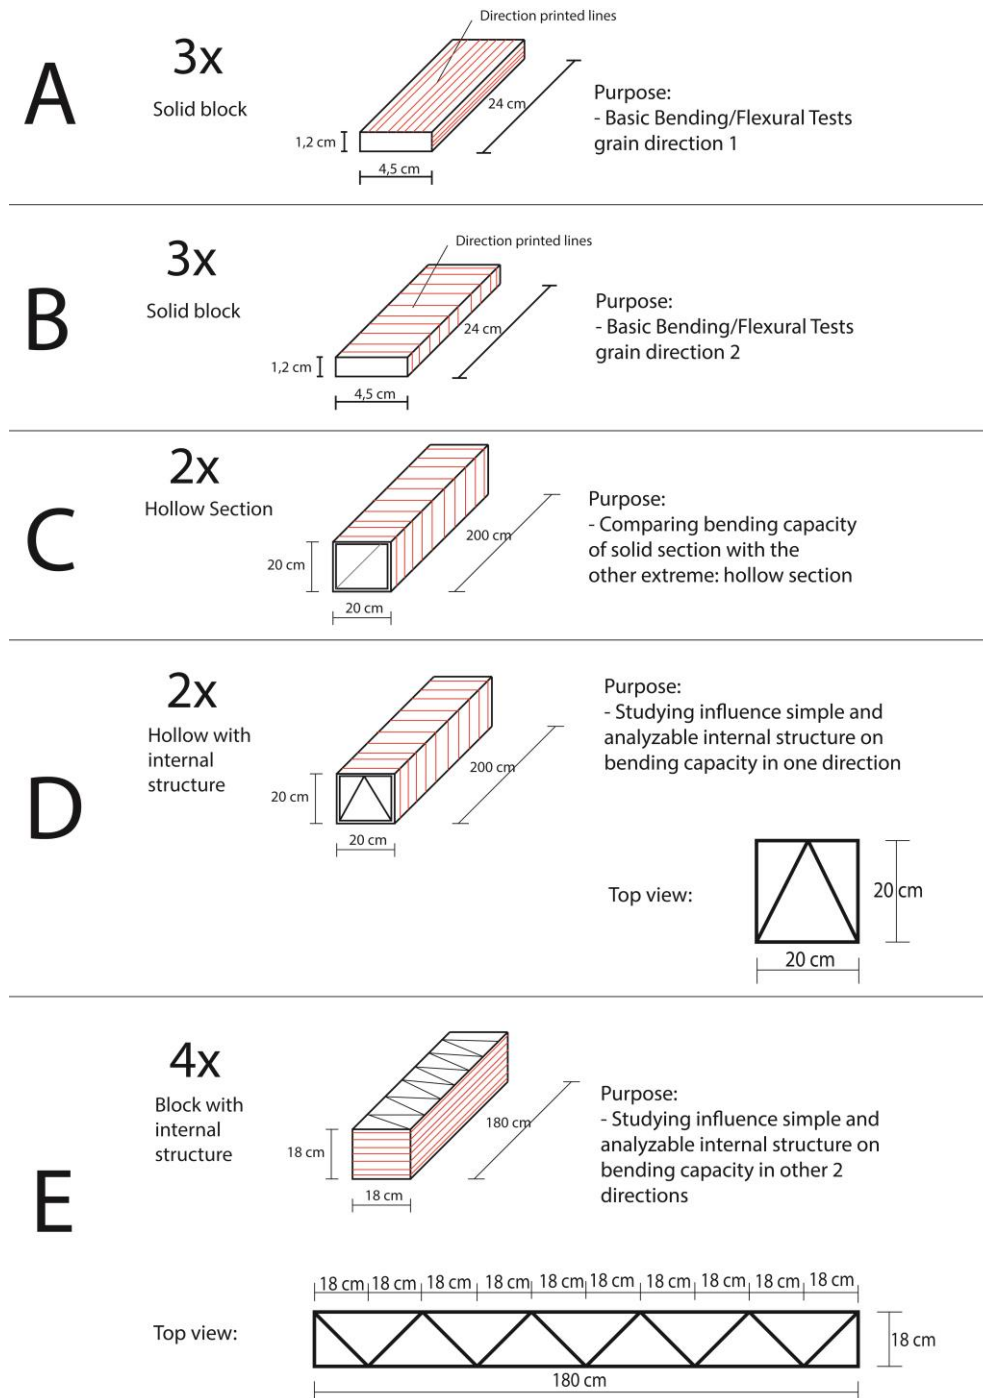 A
3x
Solid block
Direction printed lines
1,2 cm
4,5 cm
24 cm
Purpose:
- Basic Bending/Flexural Tests
grain direction 1
B
3x
Solid block
Direction printed lines
1,2 cm
4,5 cm
24 cm
Purpose:
- Basic Bending/Flexural Tests
grain direction 2
C
2x
Hollow Section
20 cm
20 cm
200 cm
Purpose:
- Comparing bending capacity
of solid section with the
other extreme: hollow section
D
2x
Hollow with
internal
structure
20 cm
20 cm
200 cm
Purpose:
- Studying influence simple and
analyzable internal structure on
bending capacity in one direction
Top view:
20 cm
20 cm
E
4x
Block with
internal
structure
18 cm
18 cm
180 cm
Purpose:
- Studying influence simple and
analyzable internal structure on
bending capacity in other 2
directions
Top view:
18 cm 18 cm 18 cm 18 cm 18 cm 18 cm 18 cm 18 cm 18 cm 18 cm
18 cm
180 cm